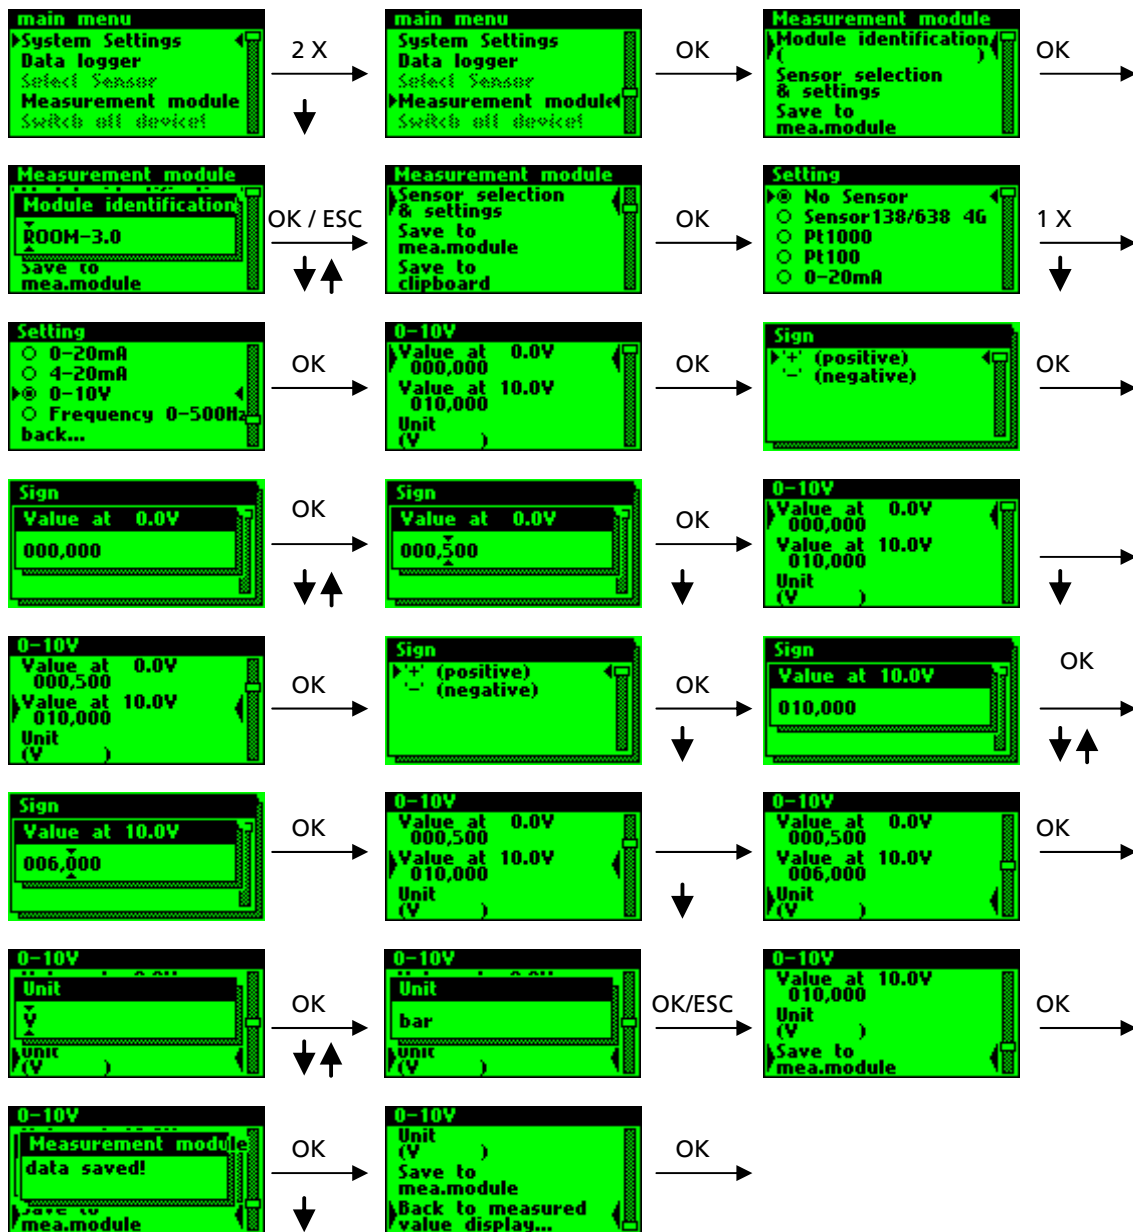 main menu
System Settings
Data logger
Select Sensor
Measurement module
Switch off device!
2 X
main menu
System Settings
Data logger
Select Sensor
Measurement module
Switch off device!
OK
Measurement module
Module identification
( )
Sensor selection
& settings
Save to
mea.module
OK
Measurement module
Module identification
ROOM-3.0
Save to
mea.module
OK / ESC
Measurement module
Sensor selection
& settings
Save to
mea.module
Save to
clipboard
OK
Setting
No Sensor
Sensor138/638 4G
Pt1000
Pt100
0-20mA
1 X
Setting
0-20mA
4-20mA
0-10V
Frequency 0-500Hz
back...
OK
0-10V
Value at 0.0V
000,000
Value at 10.0V
010,000
Unit
(V )
OK
Sign
'+' (positive)
'-' (negative)
OK
Sign
Value at 0.0V
000,000
OK
Sign
Value at 0.0V
000,500
OK
0-10V
Value at 0.0V
000,000
Value at 10.0V
010,000
Unit
(V )
0-10V
Value at 0.0V
000,500
Value at 10.0V
010,000
Unit
(V )
OK
Sign
'+' (positive)
'-' (negative)
OK
Sign
Value at 10.0V
010,000
OK
Sign
Value at 10.0V
006,000
OK
0-10V
Value at 0.0V
000,500
Value at 10.0V
010,000
Unit
(V )
0-10V
Value at 0.0V
000,500
Value at 10.0V
006,000
Unit
(V )
OK
0-10V
Unit
V
Unit
(V )
OK
0-10V
Unit
bar
Unit
(V )
OK/ESC
0-10V
Value at 10.0V
010,000
Unit
(V )
Save to
mea.module
OK
0-10V
Measurement module
data saved!
Save to
mea.module
OK
0-10V
Unit
(V )
Save to
mea.module
Back to measured
value display...
OK